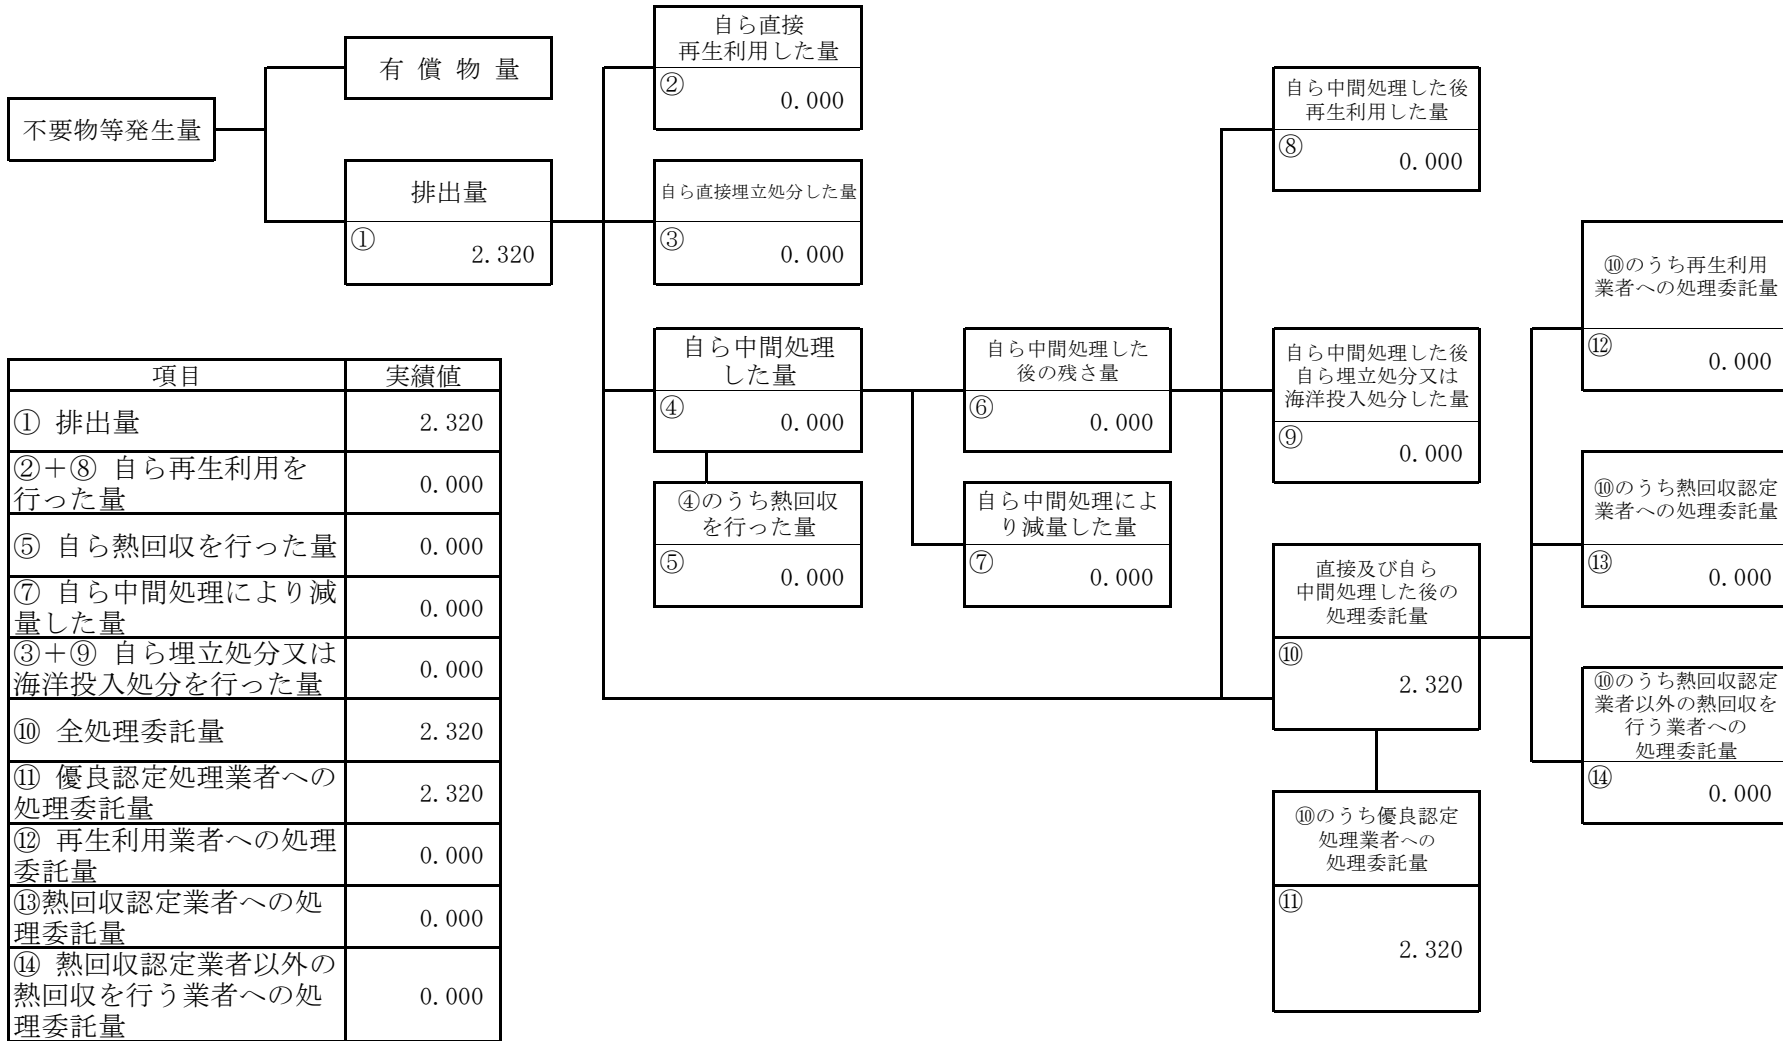 不要物等発生量
有 償 物 量
排出量
① 2.320
自ら直接
再生利用した量
② 0.000
自ら直接埋立処分した量
③ 0.000
自ら中間処理
した量
④ 0.000
④のうち熱回収
を行った量
⑤ 0.000
自ら中間処理した
後の残さ量
⑥ 0.000
自ら中間処理によ
り減量した量
⑦ 0.000
自ら中間処理した後
再生利用した量
⑧ 0.000
自ら中間処理した後
自ら埋立処分又は
海洋投入処分した量
⑨ 0.000
直接及び自ら
中間処理した後の
処理委託量
⑩ 2.320
⑩のうち優良認定
処理業者への
処理委託量
⑪ 2.320
⑩のうち再生利用
業者への処理委託量
⑫ 0.000
⑩のうち熱回収認定
業者への処理委託量
⑬ 0.000
⑩のうち熱回収認定
業者以外の熱回収を
行う業者への
処理委託量
⑭ 0.000
項目 実績値
① 排出量 2.320
②＋⑧ 自ら再生利用を
行った量 0.000
⑤ 自ら熱回収を行った量 0.000
⑦ 自ら中間処理により減
量した量 0.000
③＋⑨ 自ら埋立処分又は
海洋投入処分を行った量 0.000
⑩ 全処理委託量 2.320
⑪ 優良認定処理業者への
処理委託量 2.320
⑫ 再生利用業者への処理
委託量 0.000
⑬熱回収認定業者への処
理委託量 0.000
⑭ 熱回収認定業者以外の
熱回収を行う業者への処
理委託量 0.000